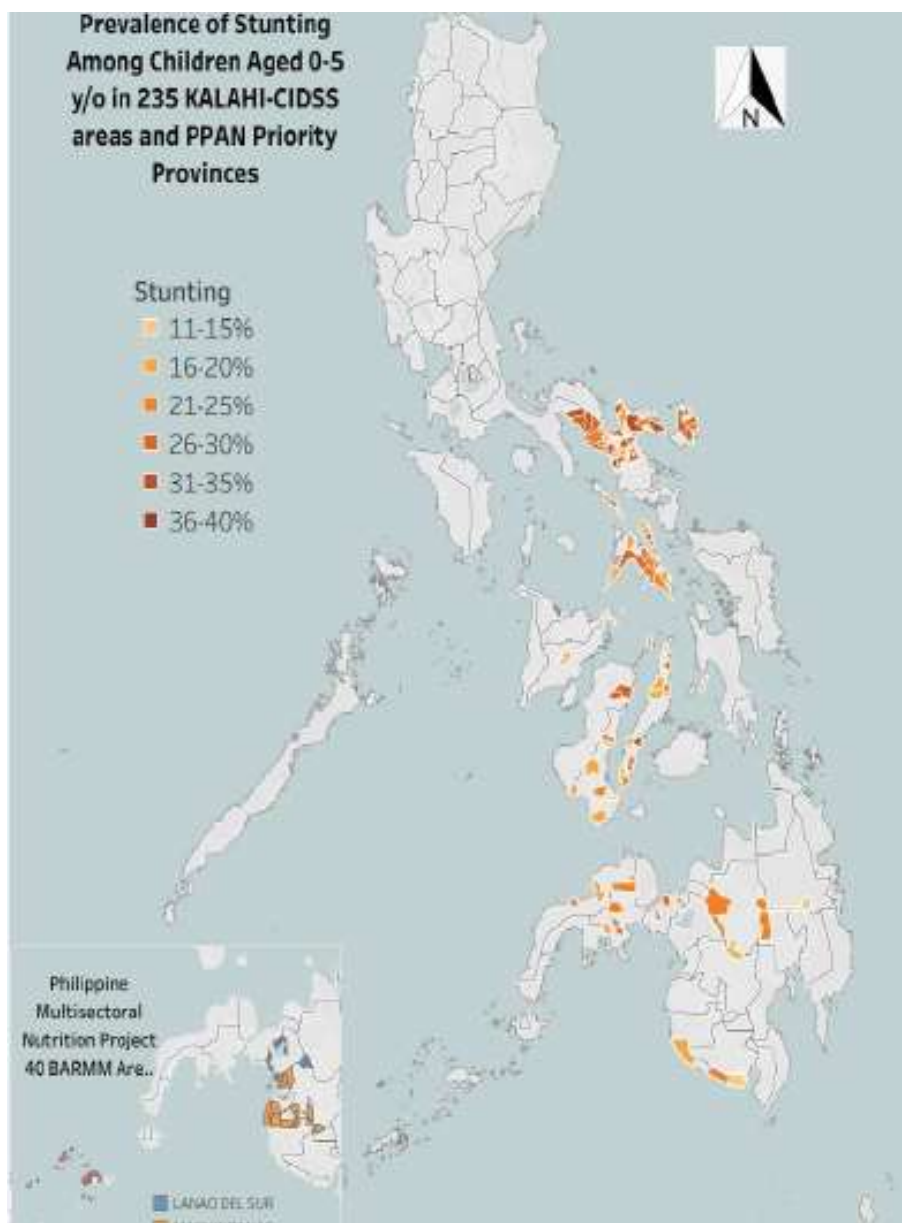 Prevalence of Stunting
Among Children Aged 0-5
y/o in 235 KALAHI-CIDSS
areas and PPAN Priority
Provinces
N
Stunting
11-15%
16-20%
21-25%
26-30%
31-35%
36-40%
Philippine
Multisectoral
Nutrition Project
40 BARMM Are..
LANAO DEL SUR